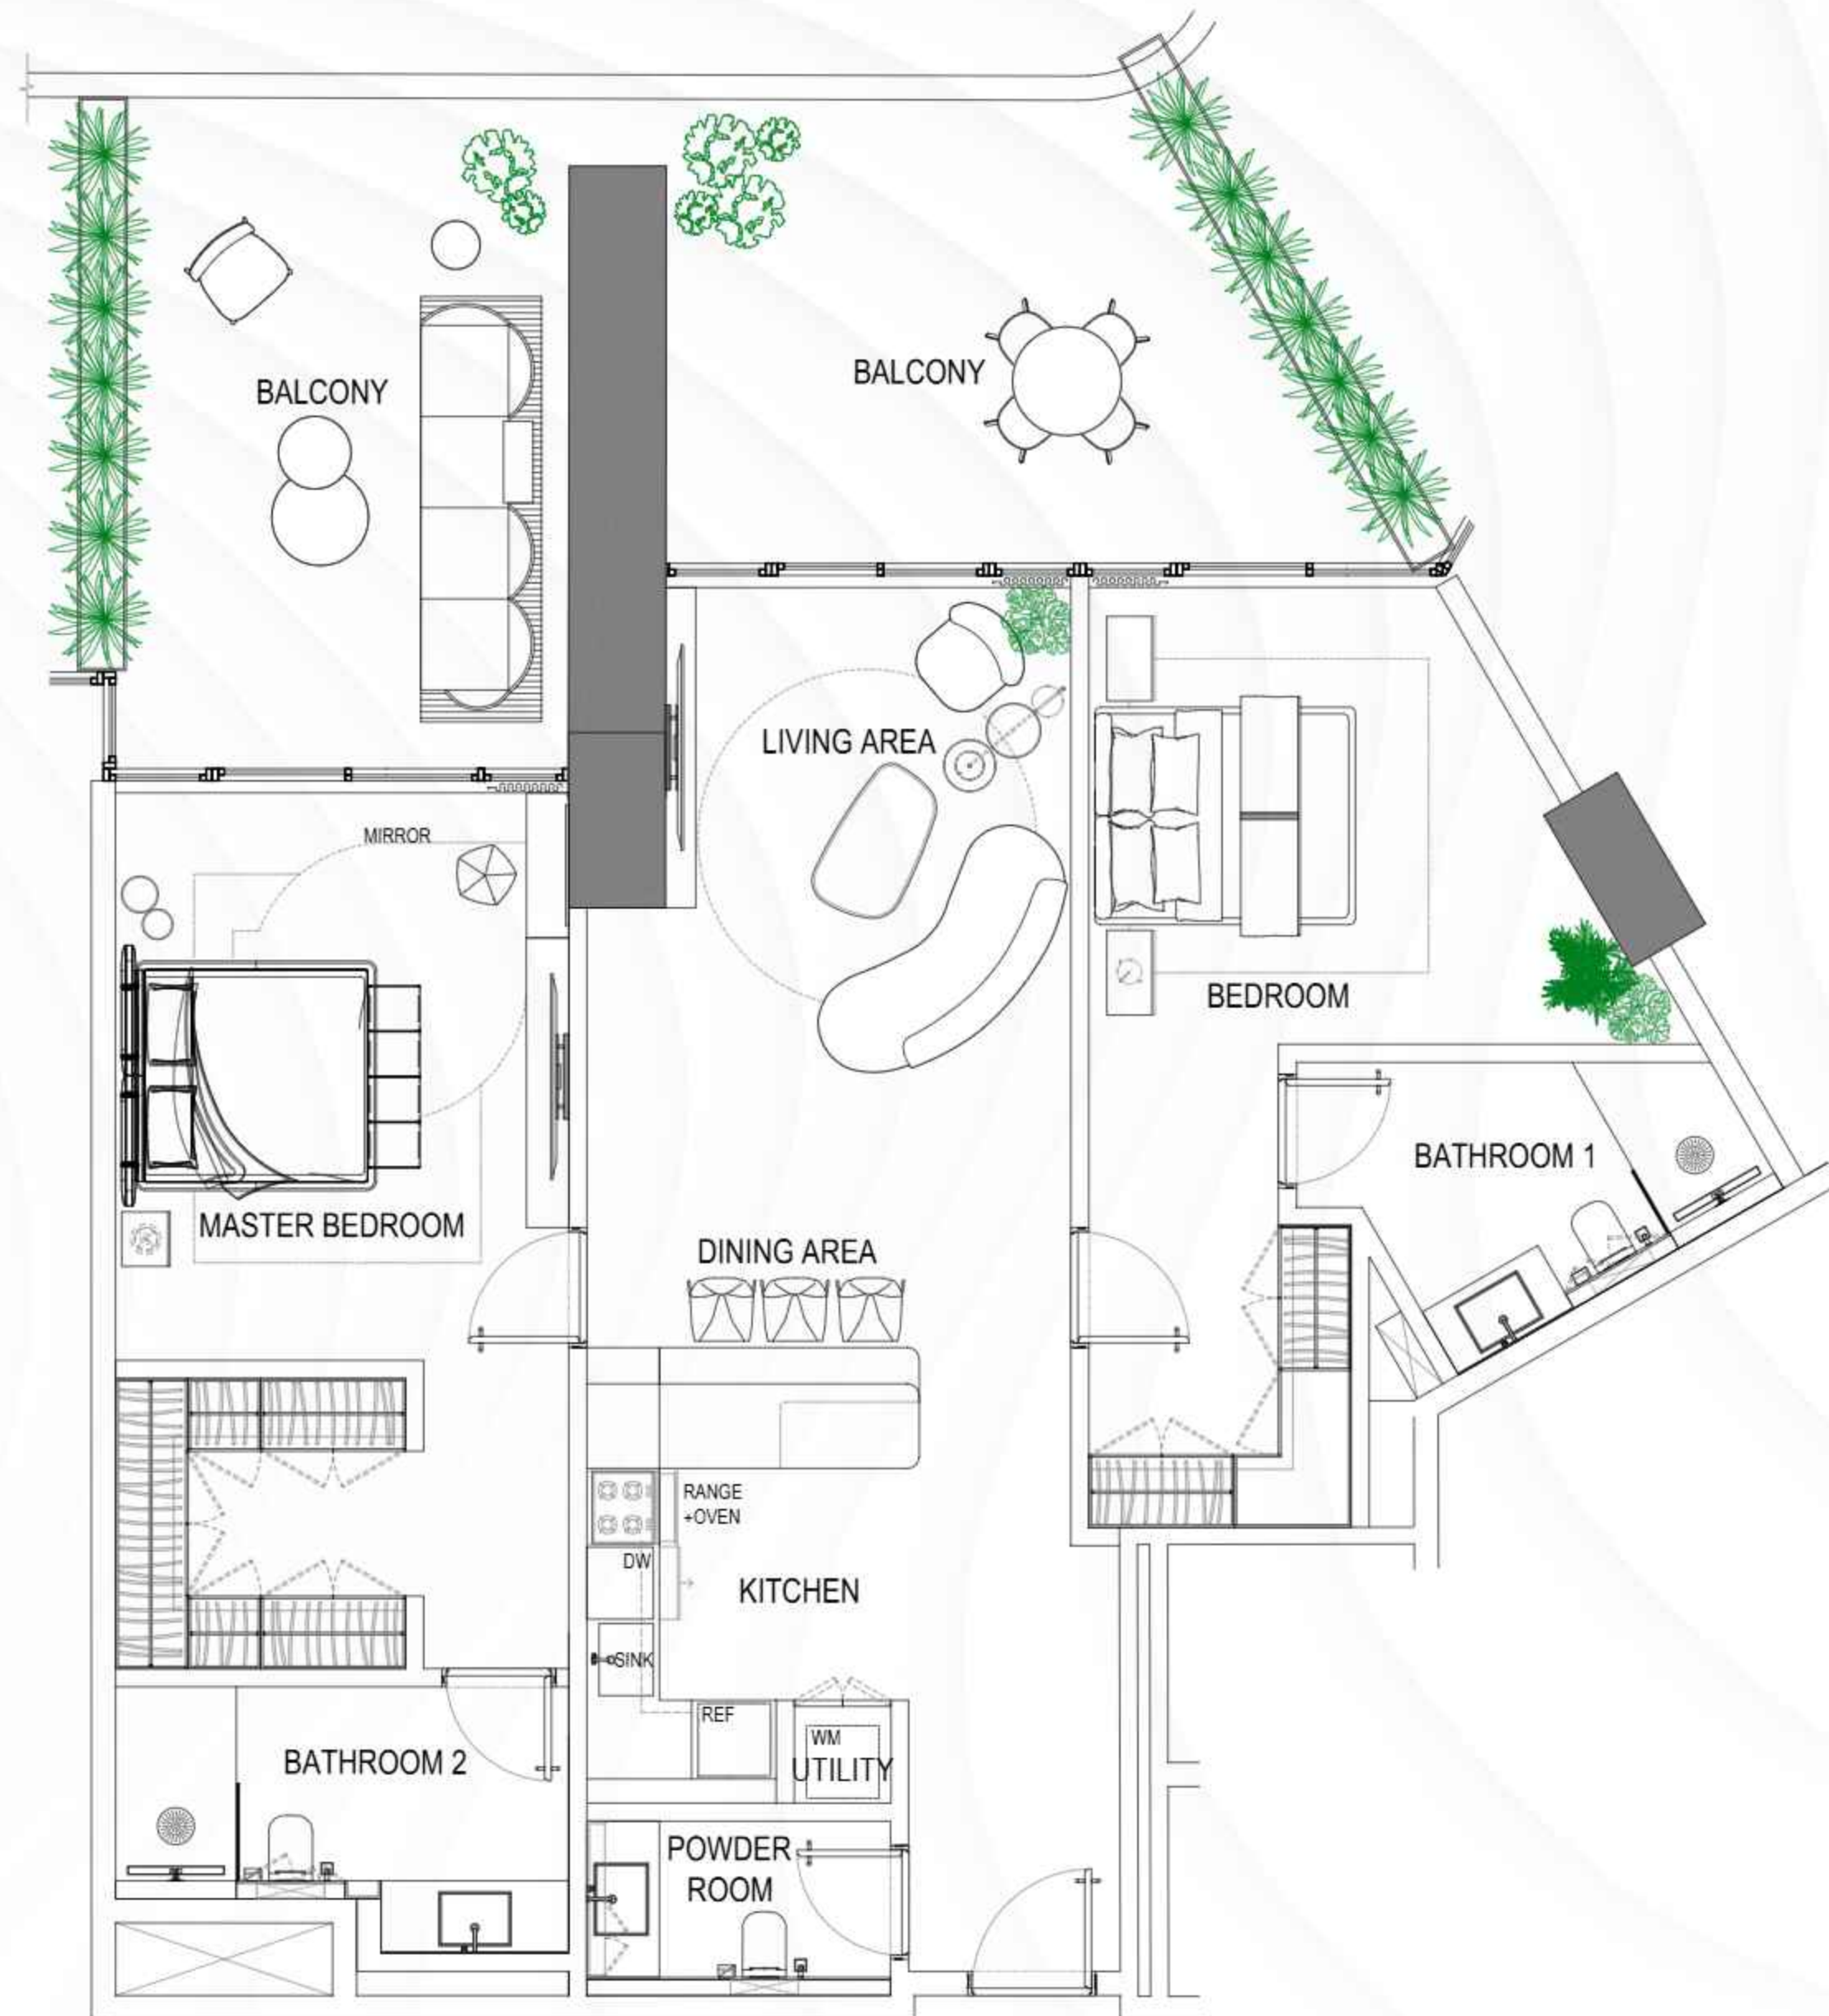 BALCONY
BALCONY
LIVING AREA
MIRROR
BEDROOM
BATHROOM 1
MASTER BEDROOM
DINING AREA
RANGE
+OVEN
DW
KITCHEN
SINK
REF
WM
UTILITY
BATHROOM 2
POWDER
ROOM